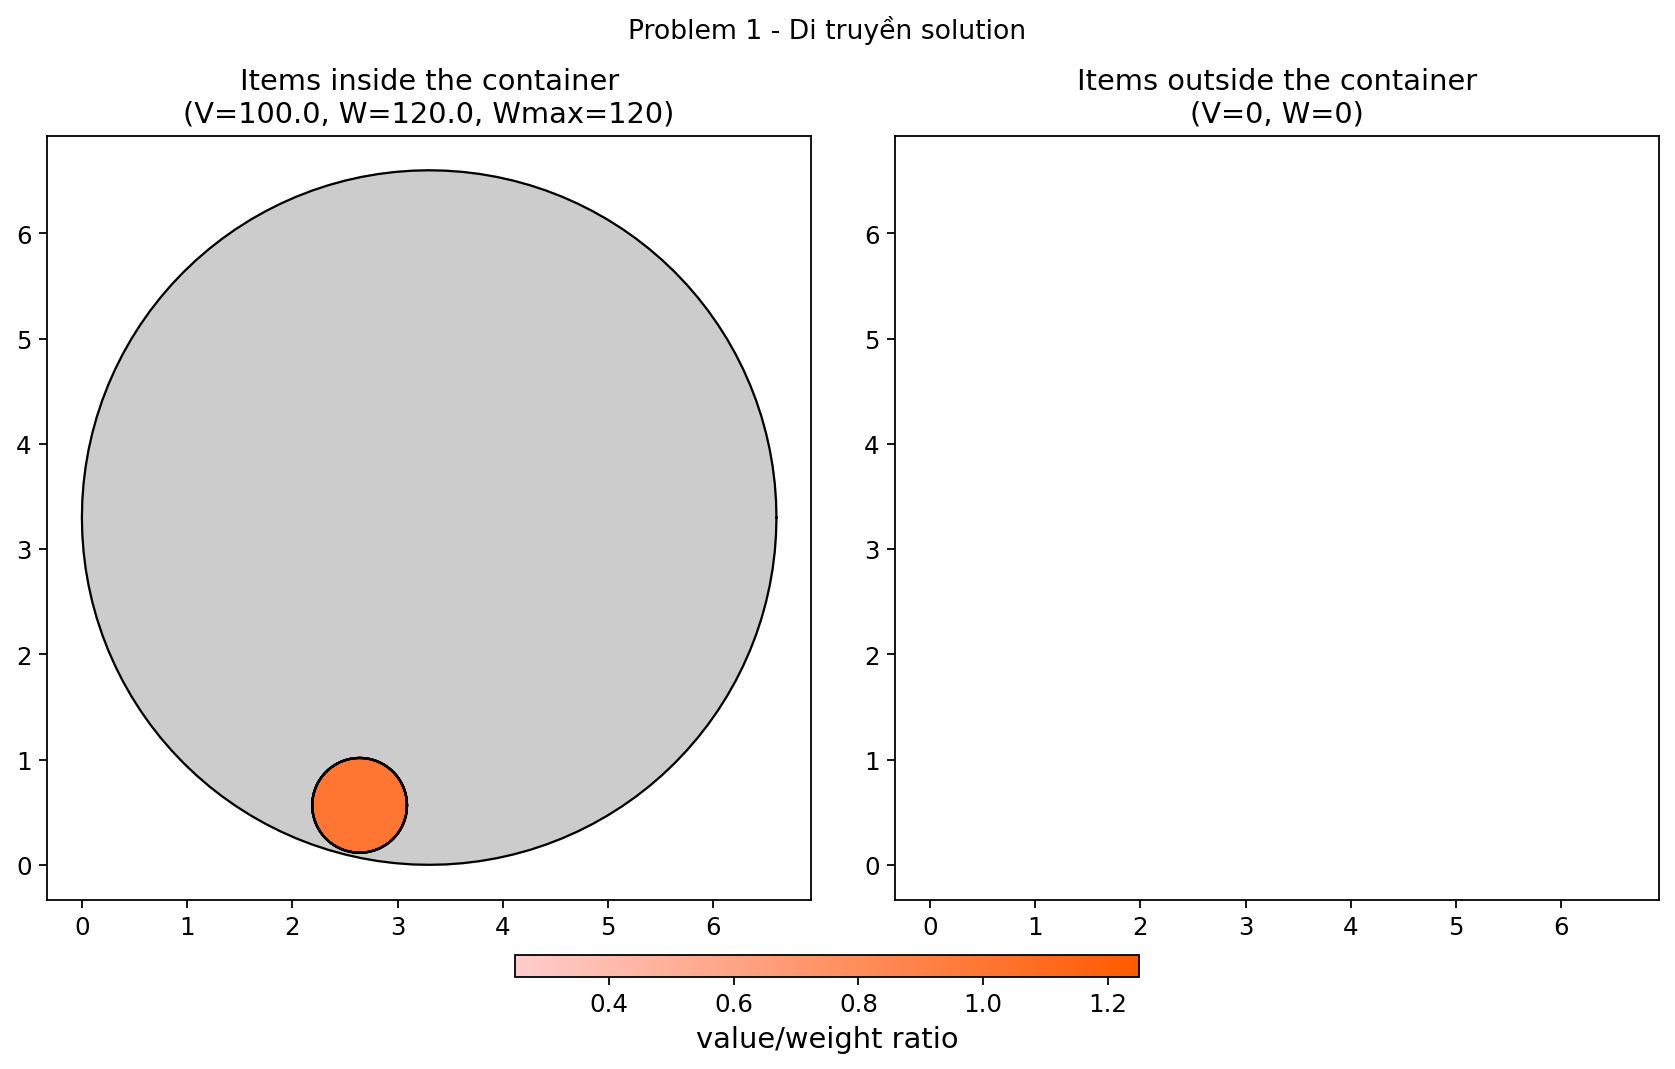 Problem 1 - Di truyền solution
Items inside the container
(V=100.0, W=120.0, Wmax=120)
Items outside the container
(V=0, W=0)
6
5
4
3
2
1
0
0 1 2 3 4 5 6
6
5
4
3
2
1
0
0 1 2 3 4 5 6
0.4 0.6 0.8 1.0 1.2
value/weight ratio